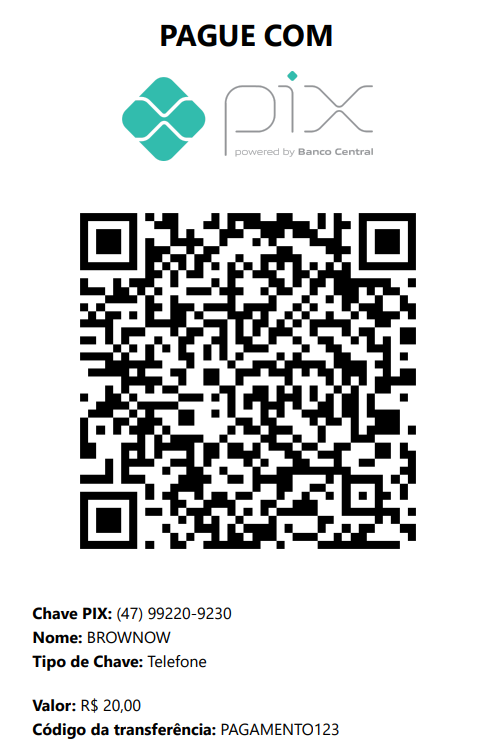 PAGUE COM
pix
powered by Banco Central
Chave PIX: (47) 99220-9230
Nome: BROWNOW
Tipo de Chave: Telefone
Valor: R$ 20,00
Código da transferência: PAGAMENTO123